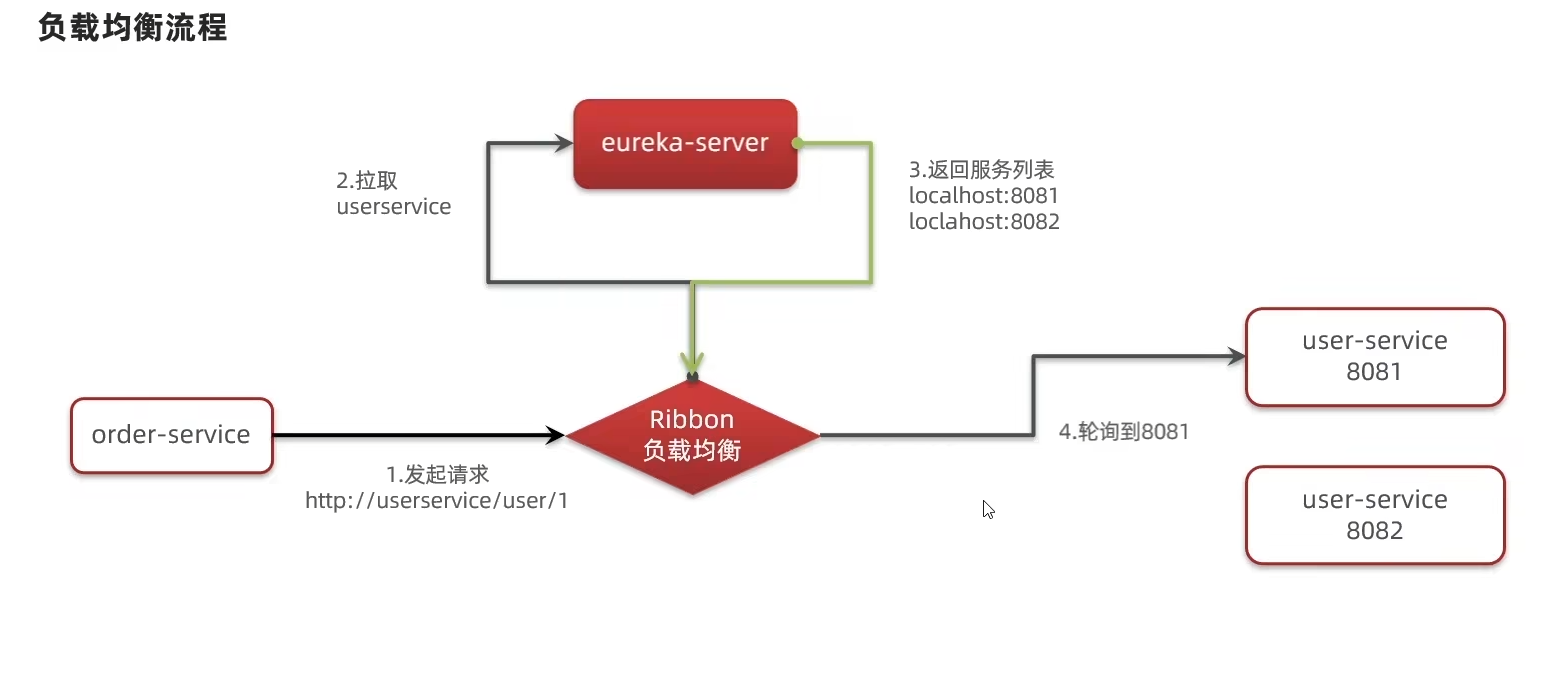 负载均衡流程
eureka-server
2.拉取
userservice
3.返回服务列表
localhost:8081
loclahost:8082
order-service
1.发起请求
http://userservice/user/1
Ribbon
负载均衡
4.轮询到8081
user-service
8081
user-service
8082